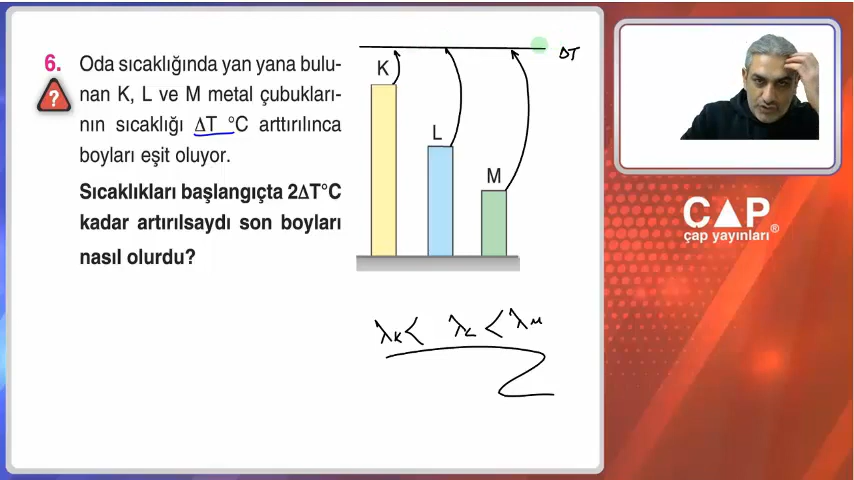 6.
Oda sıcaklığında yan yana bulu-
nan K, L ve M metal çubukları-
nın sıcaklığı ΔT °C arttırılınca
boyları eşit oluyor.
Sıcaklıkları başlangıçta 2ΔT°C
kadar artırılsaydı son boyları
nasıl olurdu?
?
ΔT
K
L
M
λK < λL < λM
ÇAP
çap yayınları®